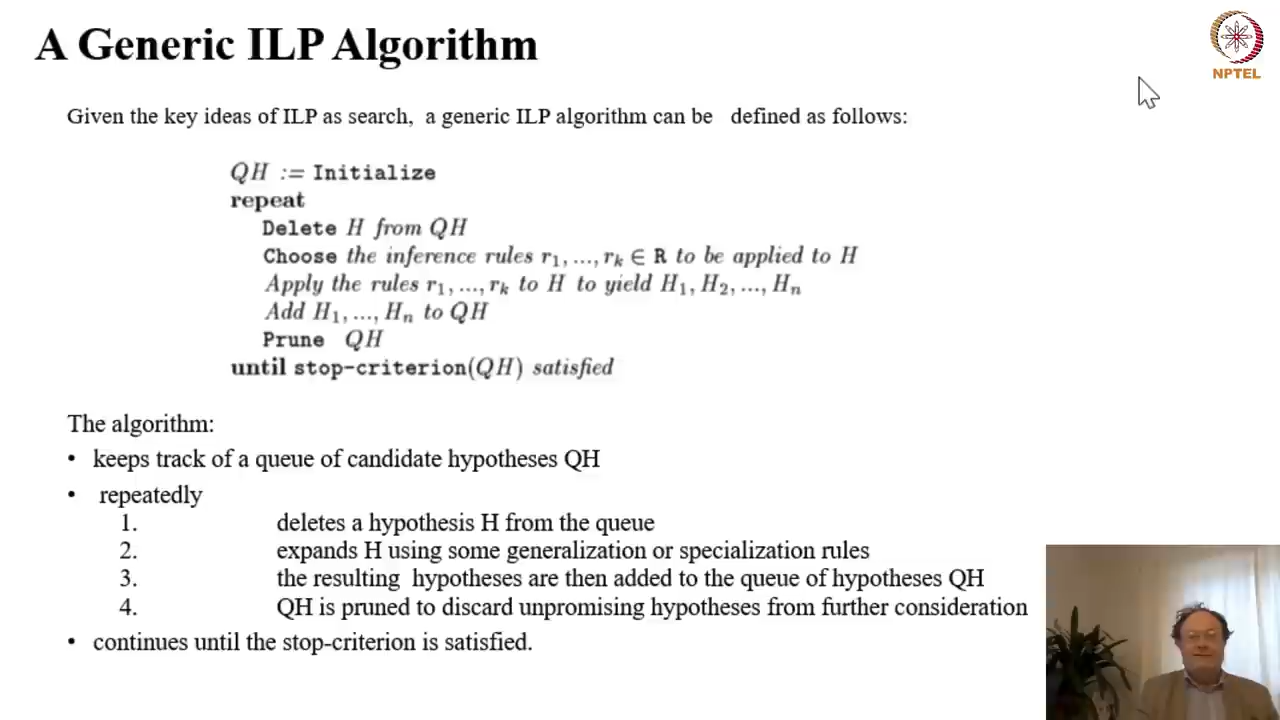 A Generic ILP Algorithm
NPTEL
Given the key ideas of ILP as search, a generic ILP algorithm can be defined as follows:
QH := Initialize
repeat
Delete H from QH
Choose the inference rules r₁, ..., rₖ ∈ R to be applied to H
Apply the rules r₁, ..., rₖ to H to yield H₁, H₂, ..., Hₙ
Add H₁, ..., Hₙ to QH
Prune QH
until stop-criterion(QH) satisfied
The algorithm:
• keeps track of a queue of candidate hypotheses QH
• repeatedly
1. deletes a hypothesis H from the queue
2. expands H using some generalization or specialization rules
3. the resulting hypotheses are then added to the queue of hypotheses QH
4. QH is pruned to discard unpromising hypotheses from further consideration
• continues until the stop-criterion is satisfied.